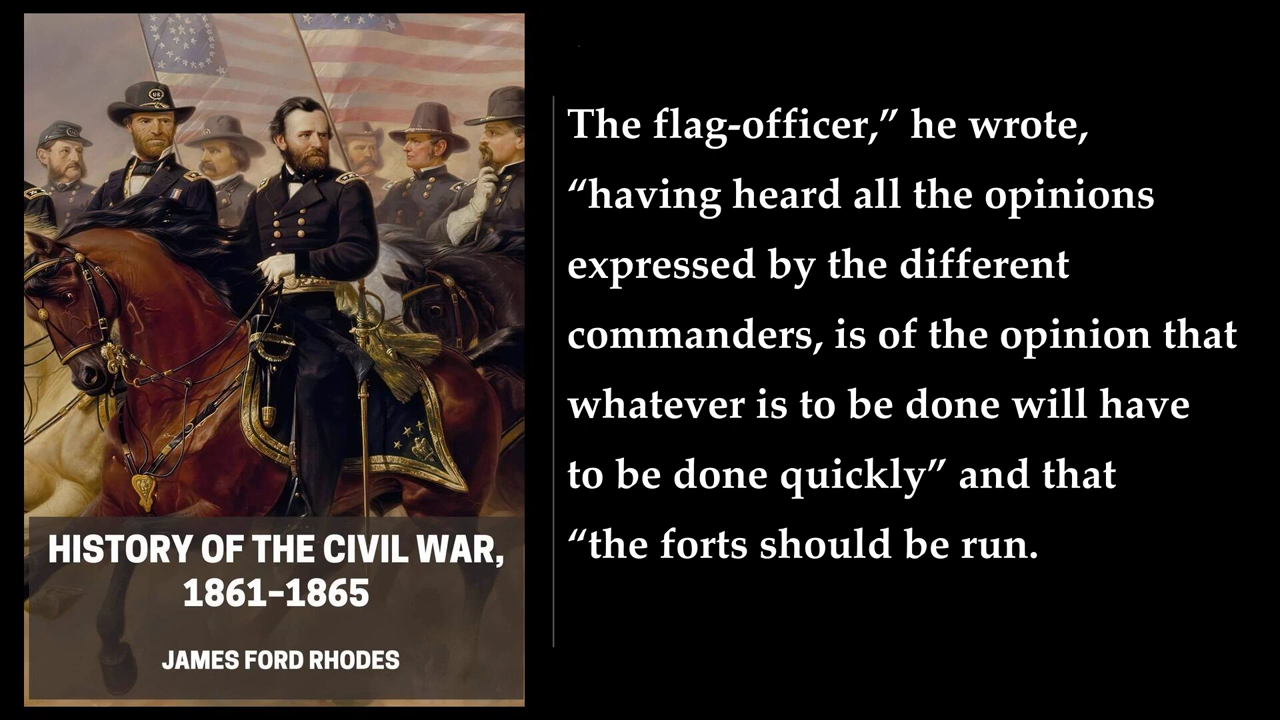 HISTORY OF THE CIVIL WAR,
1861–1865
JAMES FORD RHODES
The flag-officer,” he wrote,
“having heard all the opinions
expressed by the different
commanders, is of the opinion that
whatever is to be done will have
to be done quickly” and that
“the forts should be run.